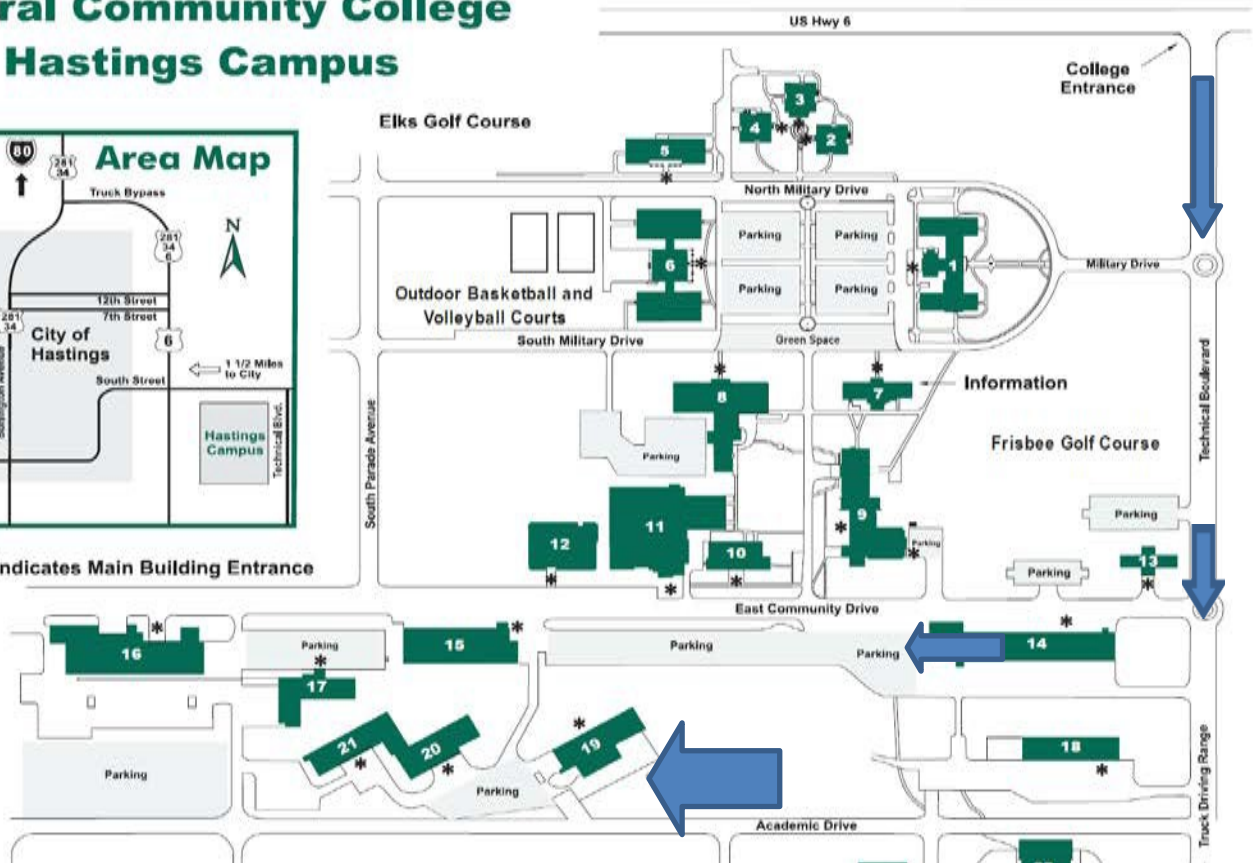 ral Community College
Hastings Campus
US Hwy 6
College
Entrance
Elks Golf Course
3
4
2
5
North Military Drive
Parking
Parking
6
1
Military Drive
Parking
Parking
Outdoor Basketball and
Volleyball Courts
South Military Drive
Green Space
Information
8
7
Frisbee Golf Course
Technical Boulevard
South Parade Avenue
Parking
Parking
9
11
12
10
Parking
13
Parking
ndicates Main Building Entrance
East Community Drive
16
Parking
15
Parking
Parking
14
17
21
20
19
18
Parking
Parking
Academic Drive
Truck Driving Range
Area Map
80
281
34
Truck Bypass
N
281
34
6
12th Street
7th Street
281
34
City of
Hastings
6
1 1/2 Miles
to City
South Street
Hastings
Campus
Technical Blvd.